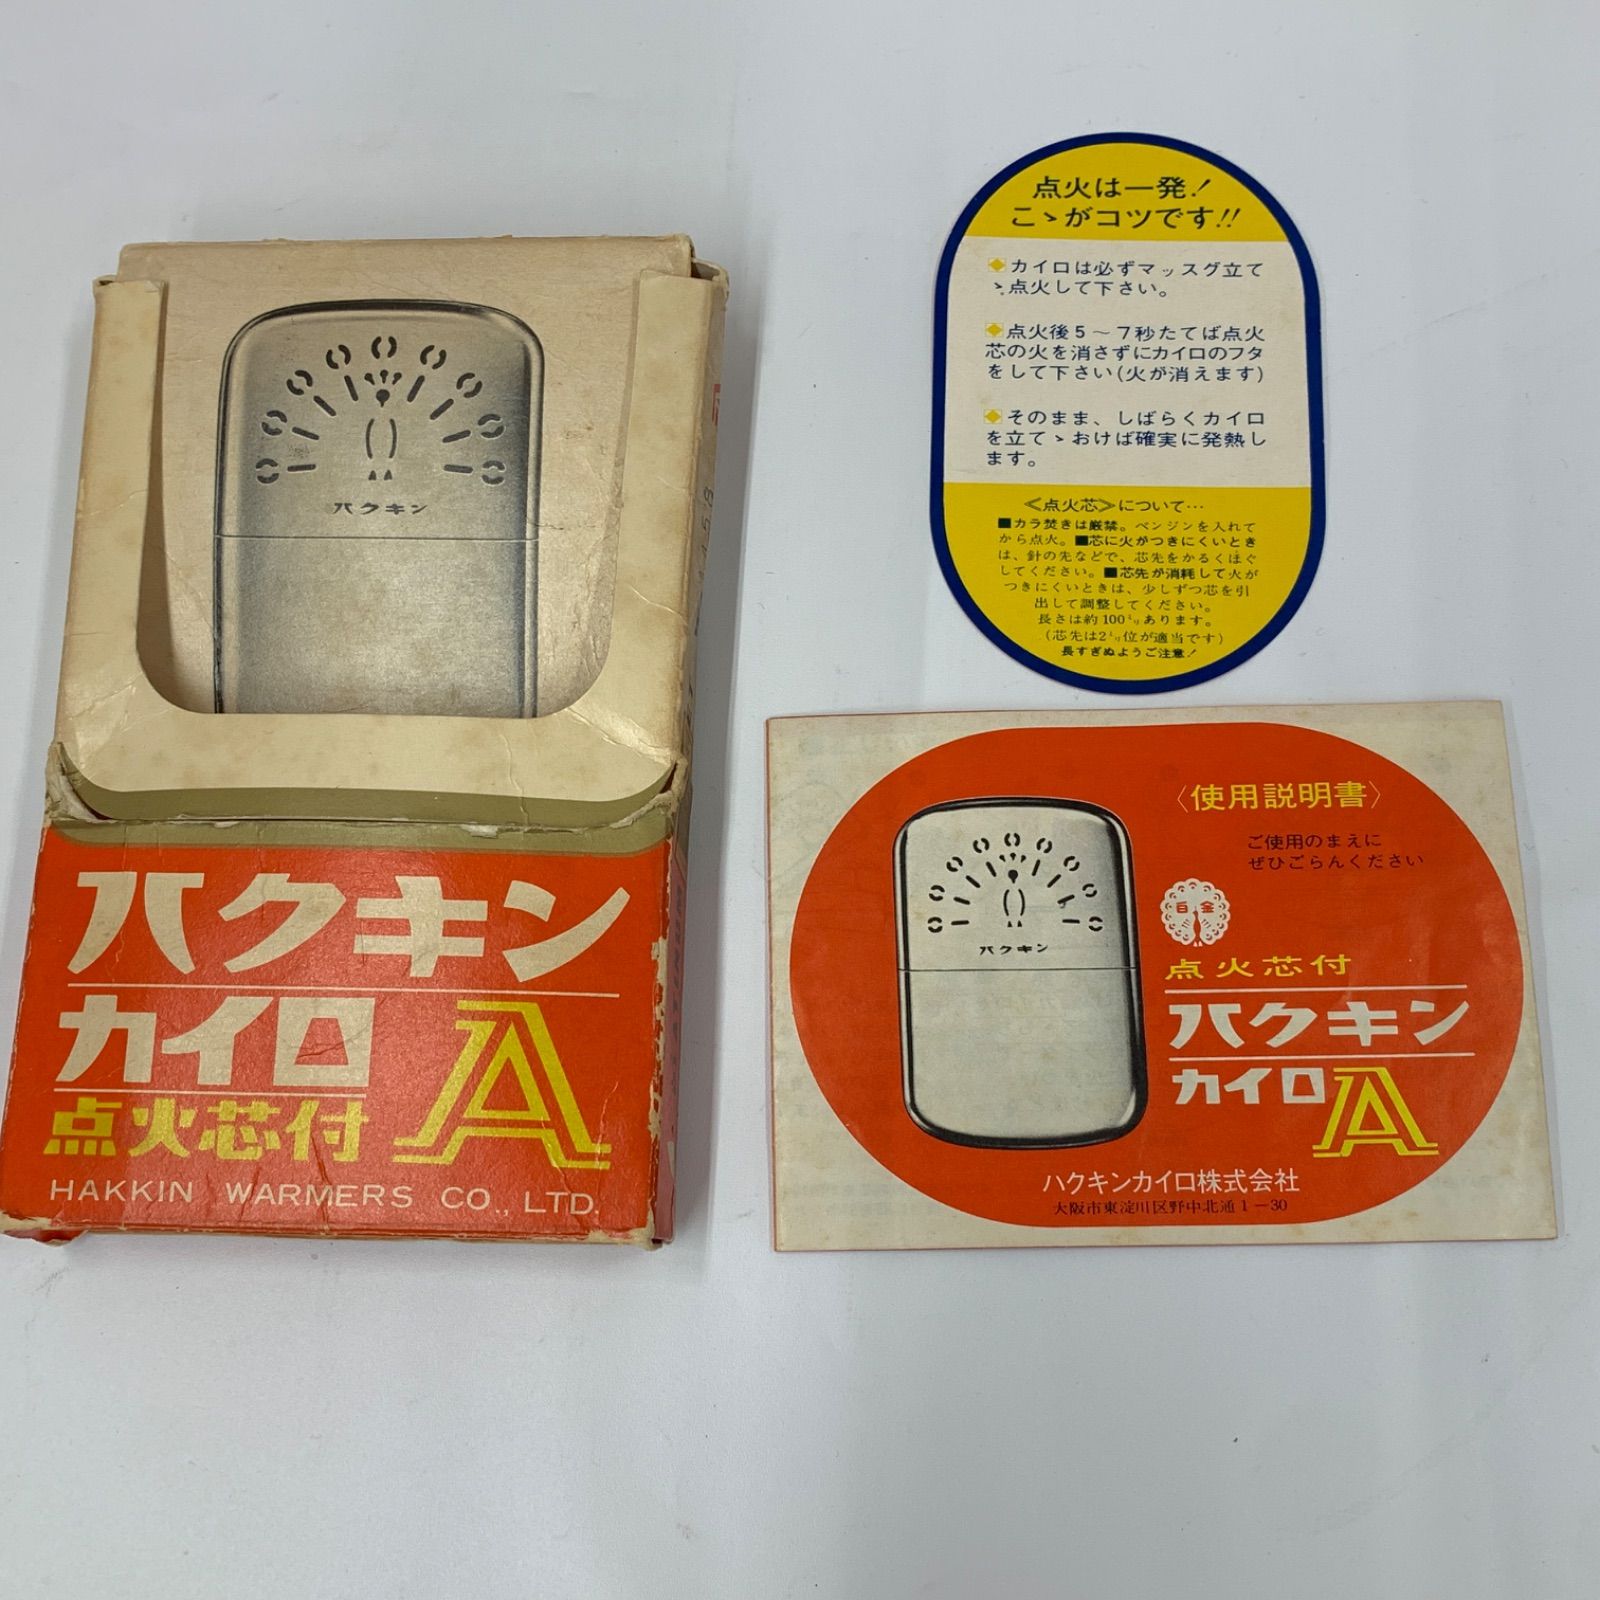 ハクキン
ハクキン
カイロ
A
点火芯付
HAKKIN WARMERS CO., LTD.
点火は一発!
こゝがコツです!!
◆カイロは必ずマッスグ立て
ゝ点火して下さい。
◆点火後5～7秒たてば点火
芯の火を消さずにカイロのフタ
をして下さい(火が消えます)
◆そのまま、しばらくカイロ
を立てゝおけば確実に発熱し
ます。
≪点火芯≫について…
■カラ焚きは厳禁。ベンジンを入れて
から点火。■芯に火がつきにくいとき
は、針の先などで、芯先をかるくほぐ
してください。■芯先が消耗して火が
つきにくいときは、少しずつ芯を引
出して調整してください。
長さは約100㍉あります。
(芯先は2㍉位が適当です)
長すぎぬようご注意!
〈使用説明書〉
ご使用のまえに
ぜひごらんください
白金
点火芯付
ハクキン
カイロ
A
ハクキン
ハクキンカイロ株式会社
大阪市東淀川区野中北通1-30